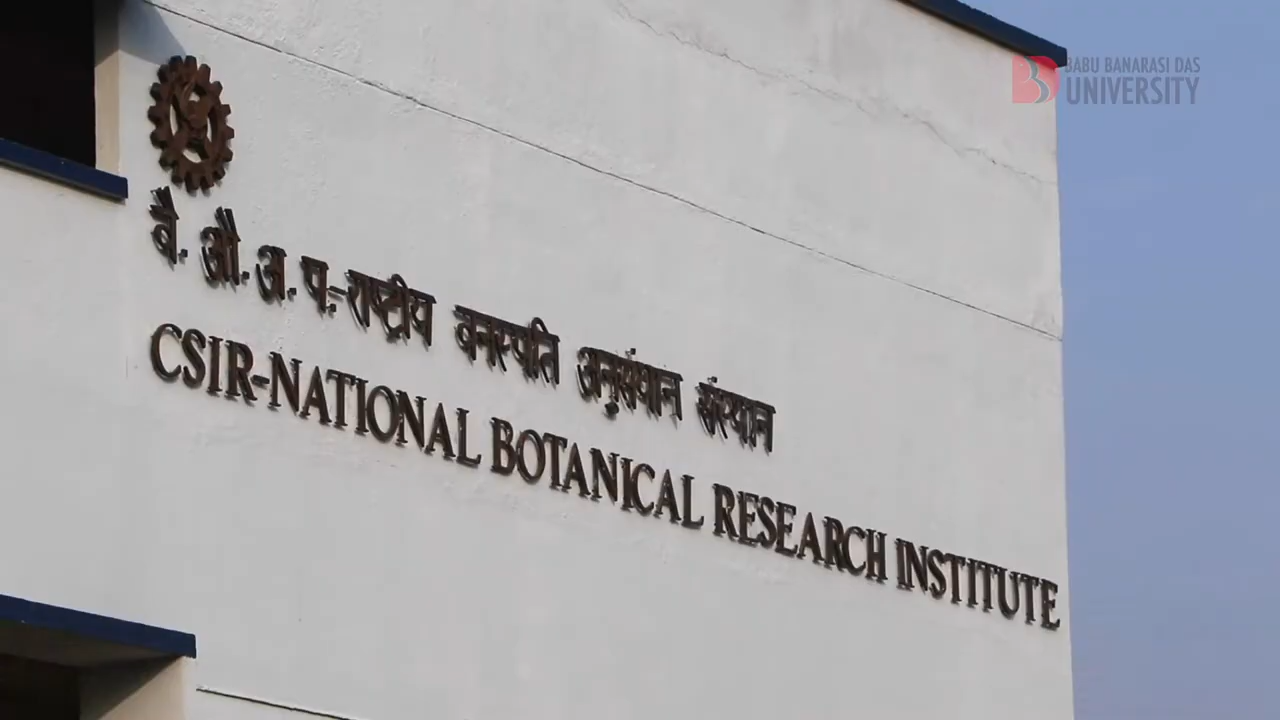 BABU BANARASI DAS
UNIVERSITY
वै.औ.अ.प.-राष्ट्रीय वनस्पति अनुसंधान संस्थान
CSIR-NATIONAL BOTANICAL RESEARCH INSTITUTE